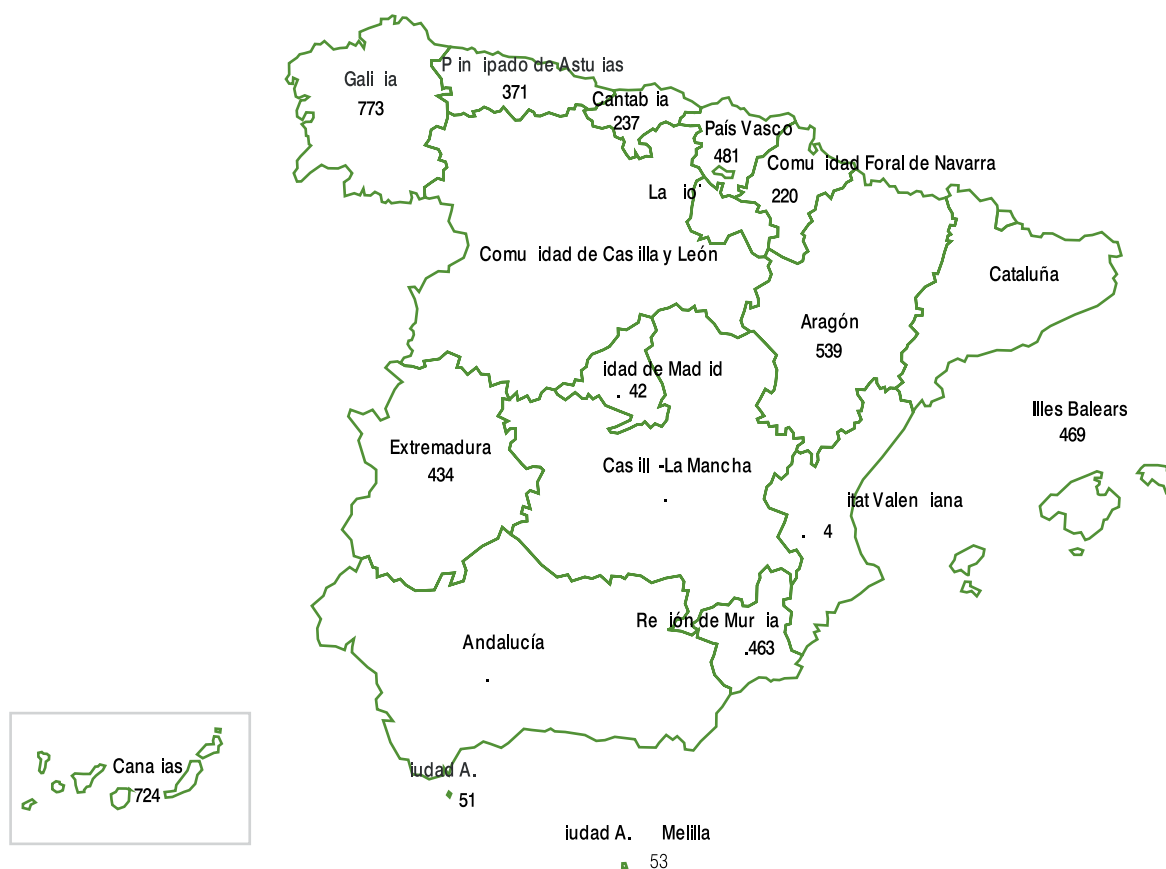 P in ipado de Astu ias
Gali ia
371
773
Cantab ia
237
País Vasco
481
Comu idad Foral de Navarra
220
La io
Comu idad de Cas illa y León
Cataluña
Aragón
539
idad de Mad id
. 42
Illes Balears
469
Extremadura
434
Cas ill -La Mancha
.
itat Valen iana
. 4
Re ión de Mur ia
.463
Andalucía
.
Cana ias
724
iudad A.
51
iudad A. Melilla
53